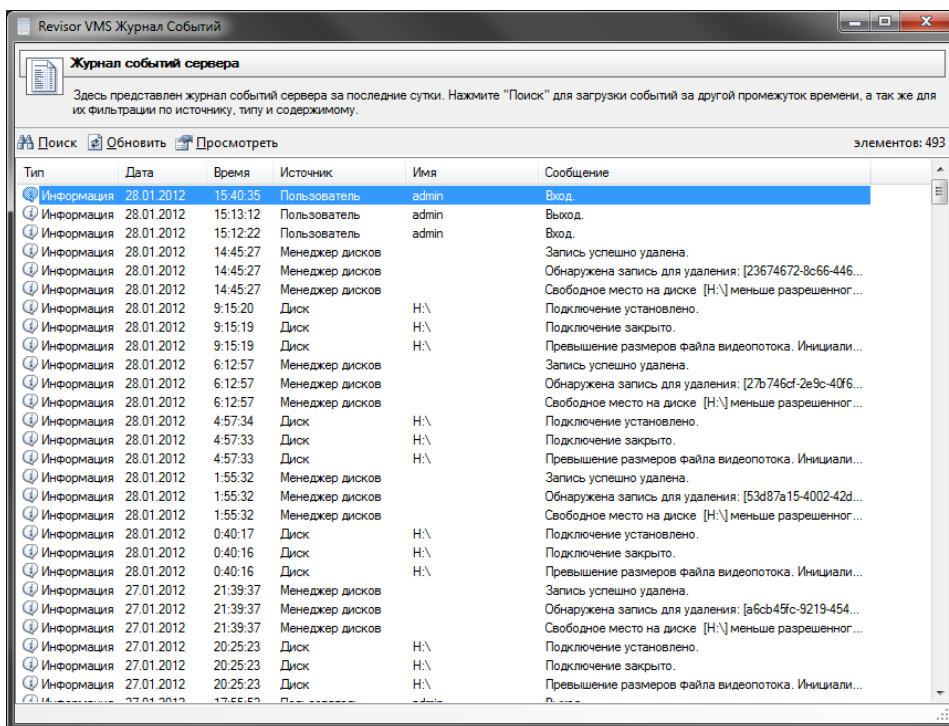 Revisor VMS Журнал Событий
Журнал событий сервера
Здесь представлен журнал событий сервера за последние сутки. Нажмите "Поиск" для загрузки событий за другой промежуток времени, а так же для
их фильтрации по источнику, типу и содержимому.
Поиск Обновить Просмотреть элементов: 493
Тип Дата Время Источник Имя Сообщение
Информация 28.01.2012 15:40:35 Пользователь admin Вход.
Информация 28.01.2012 15:13:12 Пользователь admin Выход.
Информация 28.01.2012 15:12:22 Пользователь admin Вход.
Информация 28.01.2012 14:45:27 Менеджер дисков Запись успешно удалена.
Информация 28.01.2012 14:45:27 Менеджер дисков Обнаружена запись для удаления: [23674672-8c66-446...
Информация 28.01.2012 14:45:27 Менеджер дисков Свободное место на диске [H:\] меньше разрешенног...
Информация 28.01.2012 9:15:20 Диск H:\ Подключение установлено.
Информация 28.01.2012 9:15:19 Диск H:\ Подключение закрыто.
Информация 28.01.2012 9:15:19 Диск H:\ Превышение размеров файла видеопотока. Инициали...
Информация 28.01.2012 6:12:57 Менеджер дисков Запись успешно удалена.
Информация 28.01.2012 6:12:57 Менеджер дисков Обнаружена запись для удаления: [27b746cf-2e9c-40f6...
Информация 28.01.2012 6:12:57 Менеджер дисков Свободное место на диске [H:\] меньше разрешенног...
Информация 28.01.2012 4:57:34 Диск H:\ Подключение установлено.
Информация 28.01.2012 4:57:33 Диск H:\ Подключение закрыто.
Информация 28.01.2012 4:57:33 Диск H:\ Превышение размеров файла видеопотока. Инициали...
Информация 28.01.2012 1:55:32 Менеджер дисков Запись успешно удалена.
Информация 28.01.2012 1:55:32 Менеджер дисков Обнаружена запись для удаления: [53d87a15-4002-42d...
Информация 28.01.2012 1:55:32 Менеджер дисков Свободное место на диске [H:\] меньше разрешенног...
Информация 28.01.2012 0:40:17 Диск H:\ Подключение установлено.
Информация 28.01.2012 0:40:16 Диск H:\ Подключение закрыто.
Информация 28.01.2012 0:40:16 Диск H:\ Превышение размеров файла видеопотока. Инициали...
Информация 27.01.2012 21:39:37 Менеджер дисков Запись успешно удалена.
Информация 27.01.2012 21:39:37 Менеджер дисков Обнаружена запись для удаления: [a6cb45fc-9219-454...
Информация 27.01.2012 21:39:37 Менеджер дисков Свободное место на диске [H:\] меньше разрешенног...
Информация 27.01.2012 20:25:23 Диск H:\ Подключение установлено.
Информация 27.01.2012 20:25:23 Диск H:\ Подключение закрыто.
Информация 27.01.2012 20:25:23 Диск H:\ Превышение размеров файла видеопотока. Инициали...